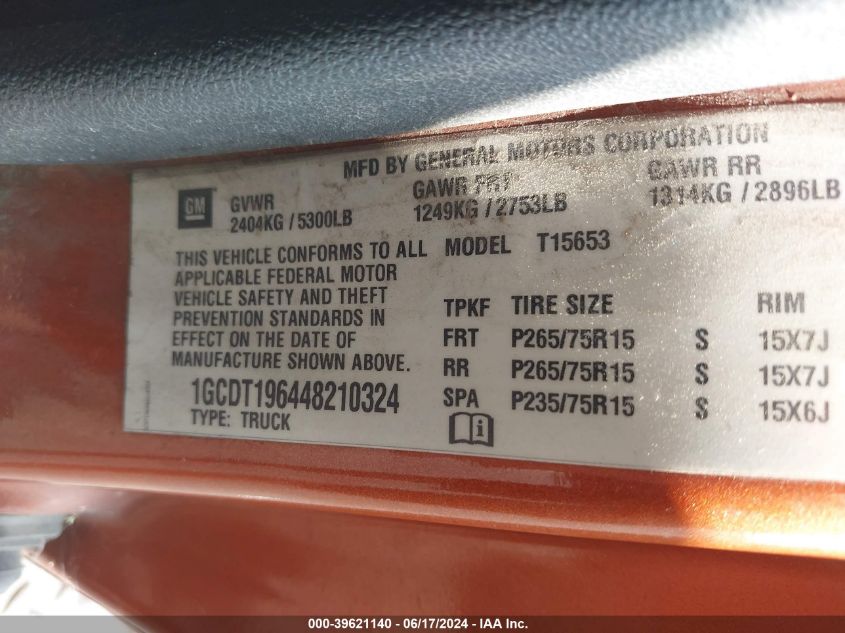 MFD BY GENERAL MOTORS CORPORATION
GM
GVWR GAWR FRT GAWR RR
2404KG / 5300LB 1249KG / 2753LB 1314KG / 2896LB
THIS VEHICLE CONFORMS TO ALL
APPLICABLE FEDERAL MOTOR
VEHICLE SAFETY AND THEFT
PREVENTION STANDARDS IN
EFFECT ON THE DATE OF
MANUFACTURE SHOWN ABOVE.
1GCDT196448210324
TYPE: TRUCK
MODEL T15653
TPKF TIRE SIZE RIM
FRT P265/75R15 S 15X7J
RR P265/75R15 S 15X7J
SPA P235/75R15 S 15X6J
000-39621140 - 06/17/2024 - IAA Inc.